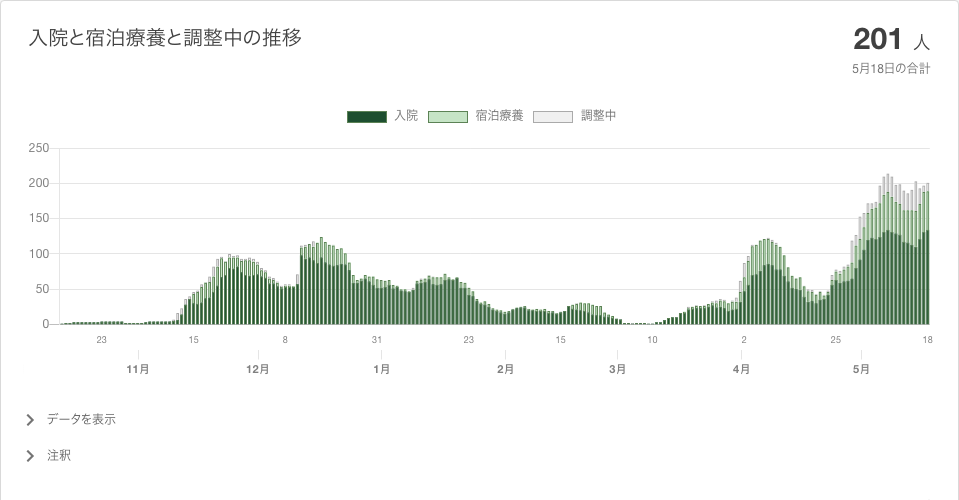 入院と宿泊療養と調整中の推移
201 人
5月18日の合計
入院 宿泊療養 調整中
250
200
150
100
50
0
23 15 8 31 23 15 10 2 25 18
11月 12月 1月 2月 3月 4月 5月
データを表示
注釈